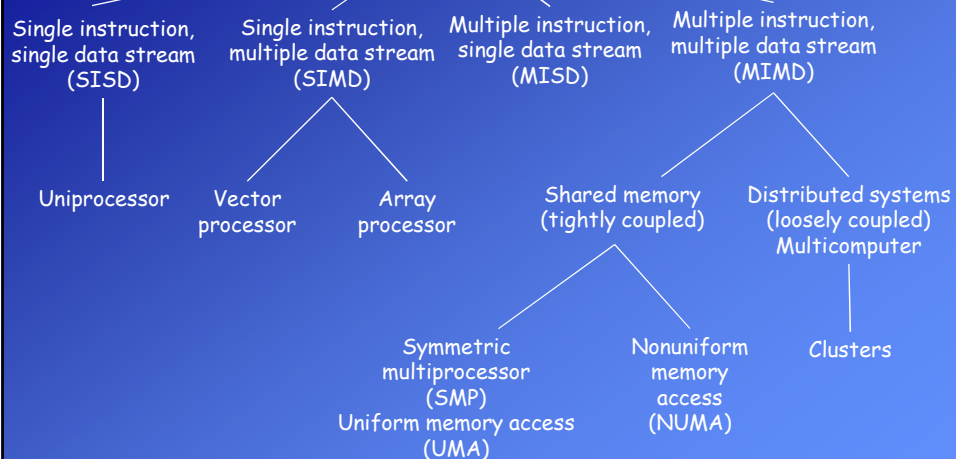 Single instruction,
single data stream
(SISD)
Single instruction,
multiple data stream
(SIMD)
Multiple instruction,
single data stream
(MISD)
Multiple instruction,
multiple data stream
(MIMD)
Uniprocessor
Vector
processor
Array
processor
Shared memory
(tightly coupled)
Distributed systems
(loosely coupled)
Multicomputer
Symmetric
multiprocessor
(SMP)
Uniform memory access
(UMA)
Nonuniform
memory
access
(NUMA)
Clusters